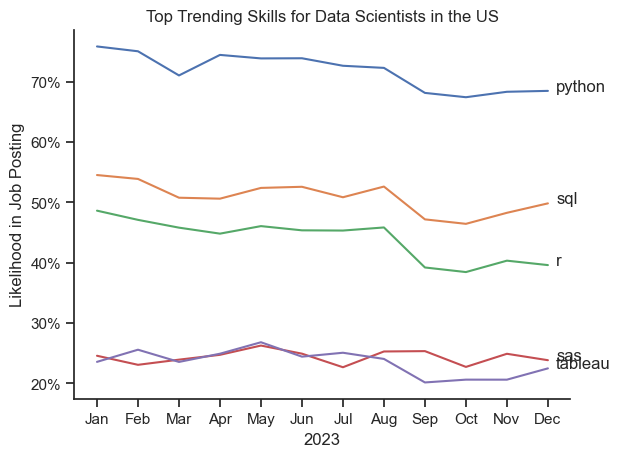 Top Trending Skills for Data Scientists in the US
Likelihood in Job Posting
70%
60%
50%
40%
30%
20%
python
sql
r
sas
tableau
Jan Feb Mar Apr May Jun Jul Aug Sep Oct Nov Dec
2023